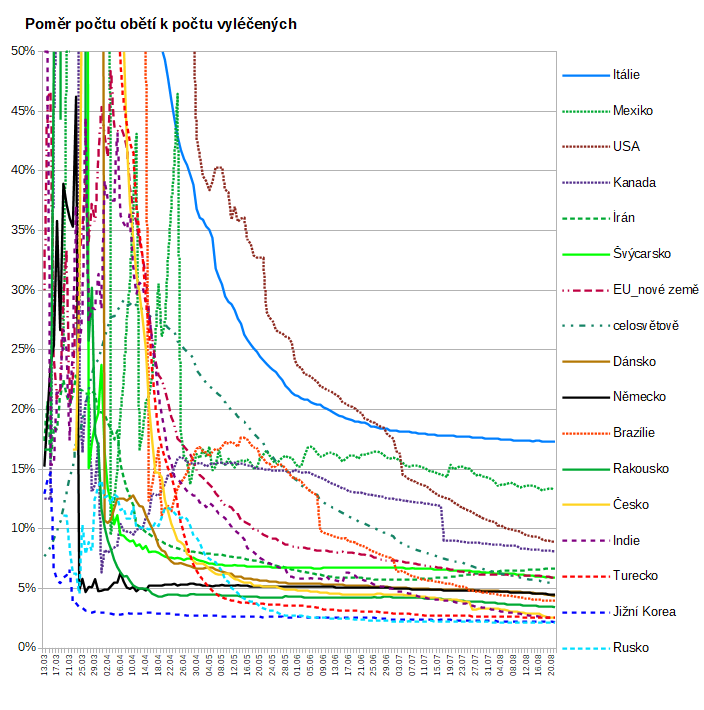 Poměr počtu obětí k počtu vyléčených
50%
45%
40%
35%
30%
25%
20%
15%
10%
5%
0%
13.03
17.03
21.03
25.03
29.03
02.04
06.04
10.04
14.04
18.04
22.04
26.04
30.04
04.05
08.05
12.05
16.05
20.05
24.05
28.05
01.06
05.06
09.06
13.06
17.06
21.06
25.06
29.06
03.07
07.07
11.07
15.07
19.07
23.07
27.07
31.07
04.08
08.08
12.08
16.08
20.08
Itálie
Mexiko
USA
Kanada
Írán
Švýcarsko
EU_nové země
celosvětově
Dánsko
Německo
Brazílie
Rakousko
Česko
Indie
Turecko
Jižní Korea
Rusko